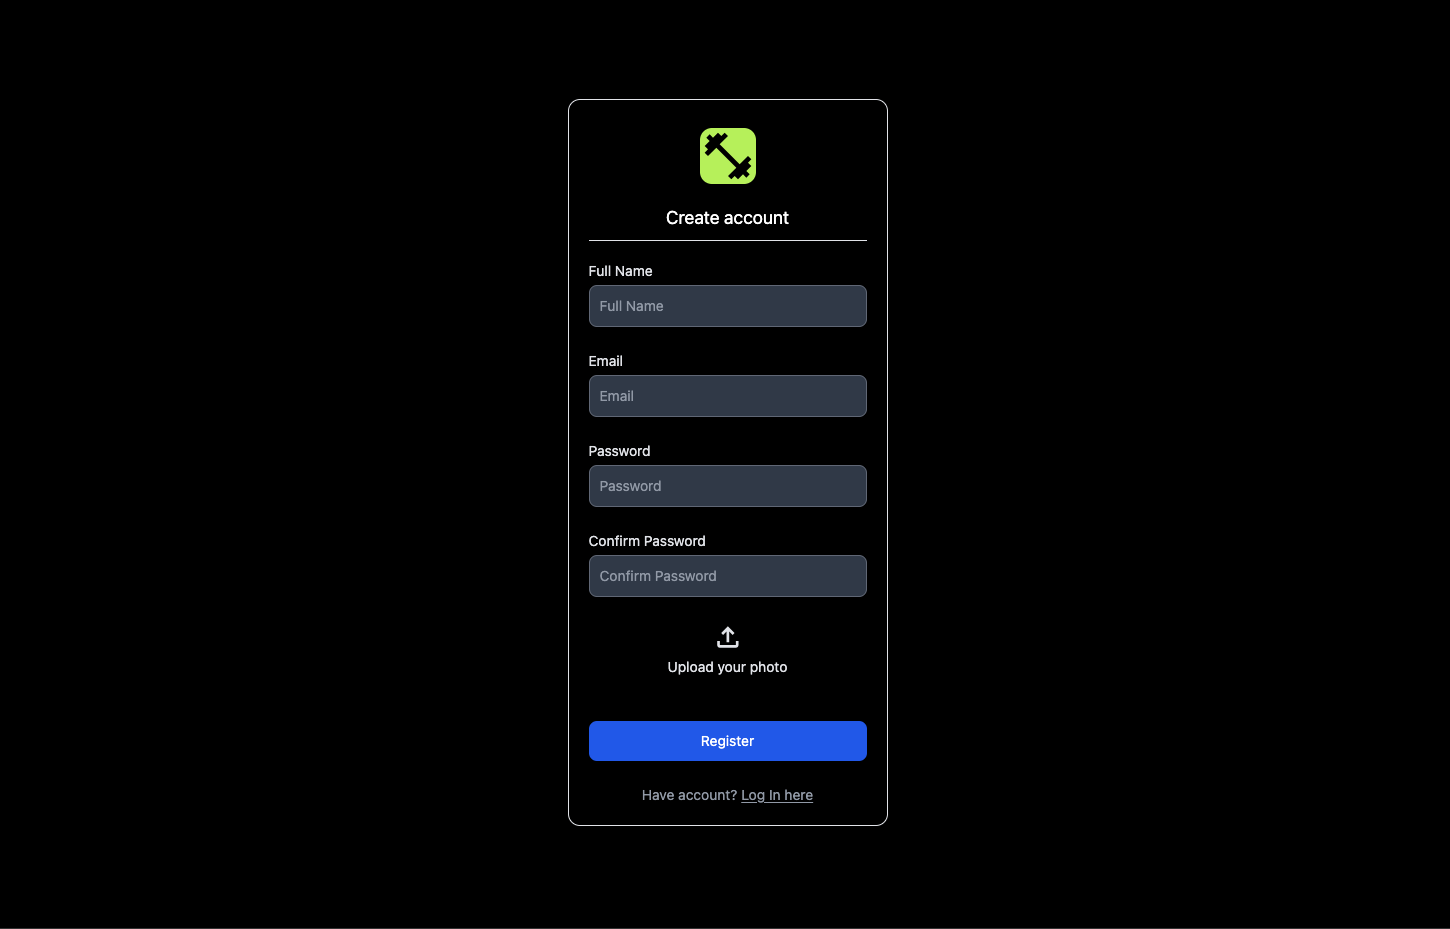 Create account
Full Name
Full Name
Email
Email
Password
Password
Confirm Password
Confirm Password
Upload your photo
Register
Have account? Log In here